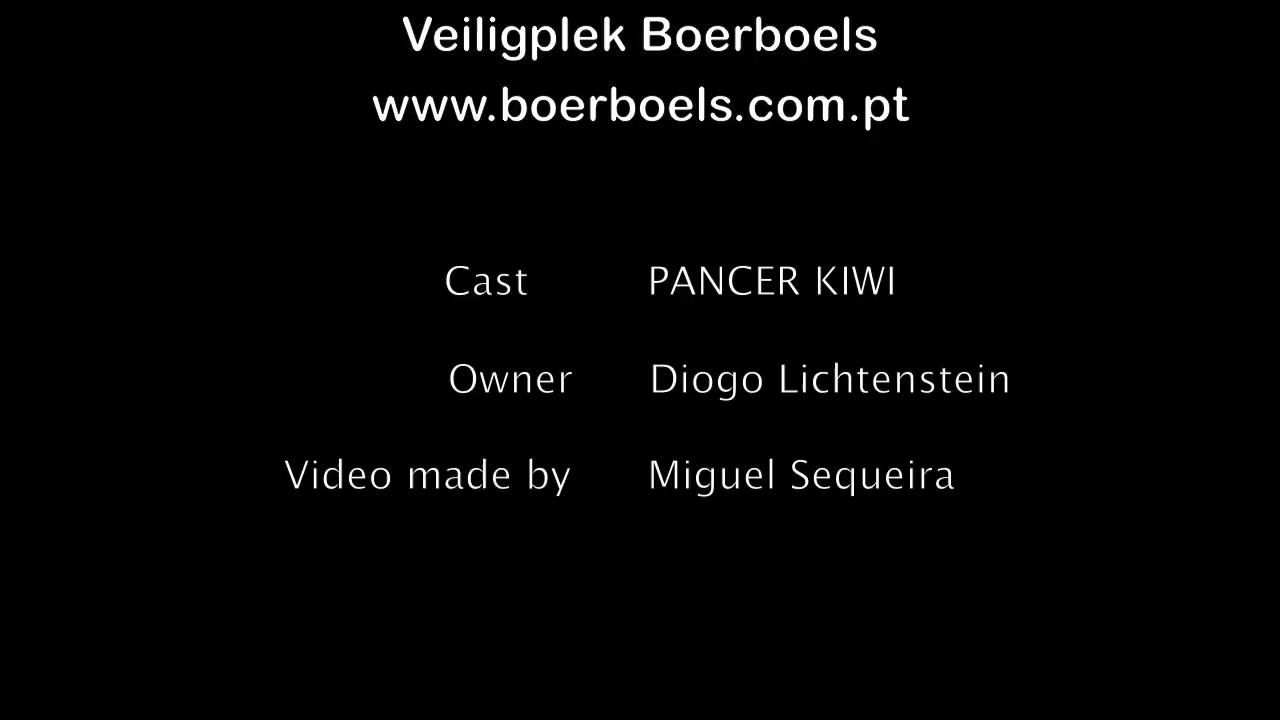 Veiligplek Boerboels
www.boerboels.com.pt
Cast PANCER KIWI
Owner Diogo Lichtenstein
Video made by Miguel Sequeira